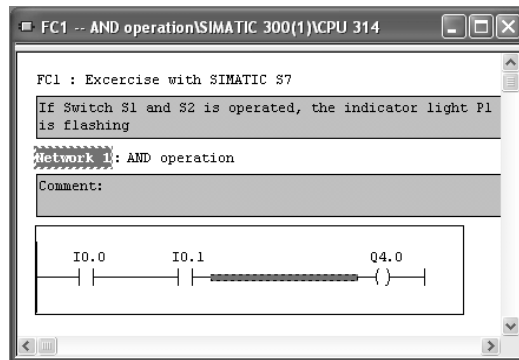 FC1 -- AND operation\SIMATIC 300(1)\CPU 314
FC1 : Excercise with SIMATIC S7
If Switch S1 and S2 is operated, the indicator light P1
is flashing
Network 1: AND operation
Comment:
I0.0 I0.1 Q4.0